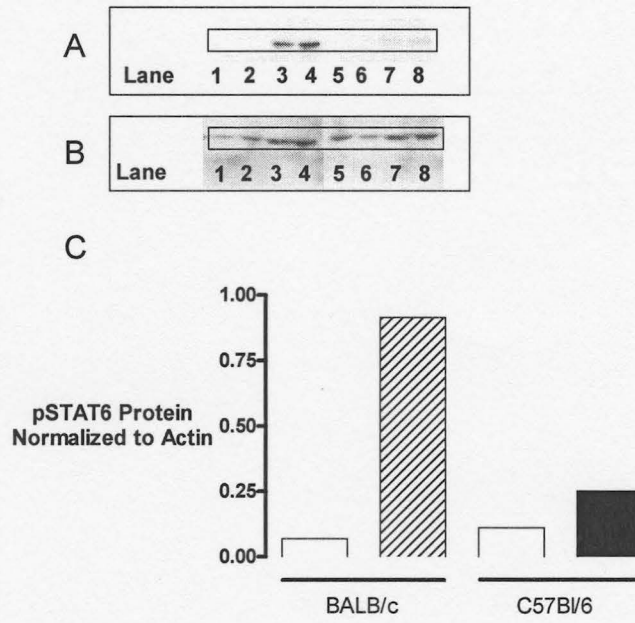 A
Lane 1 2 3 4 5 6 7 8
B
Lane 1 2 3 4 5 6 7 8
C
1.00
0.75
0.50
0.25
0.00
pSTAT6 Protein
Normalized to Actin
BALB/c C57Bl/6